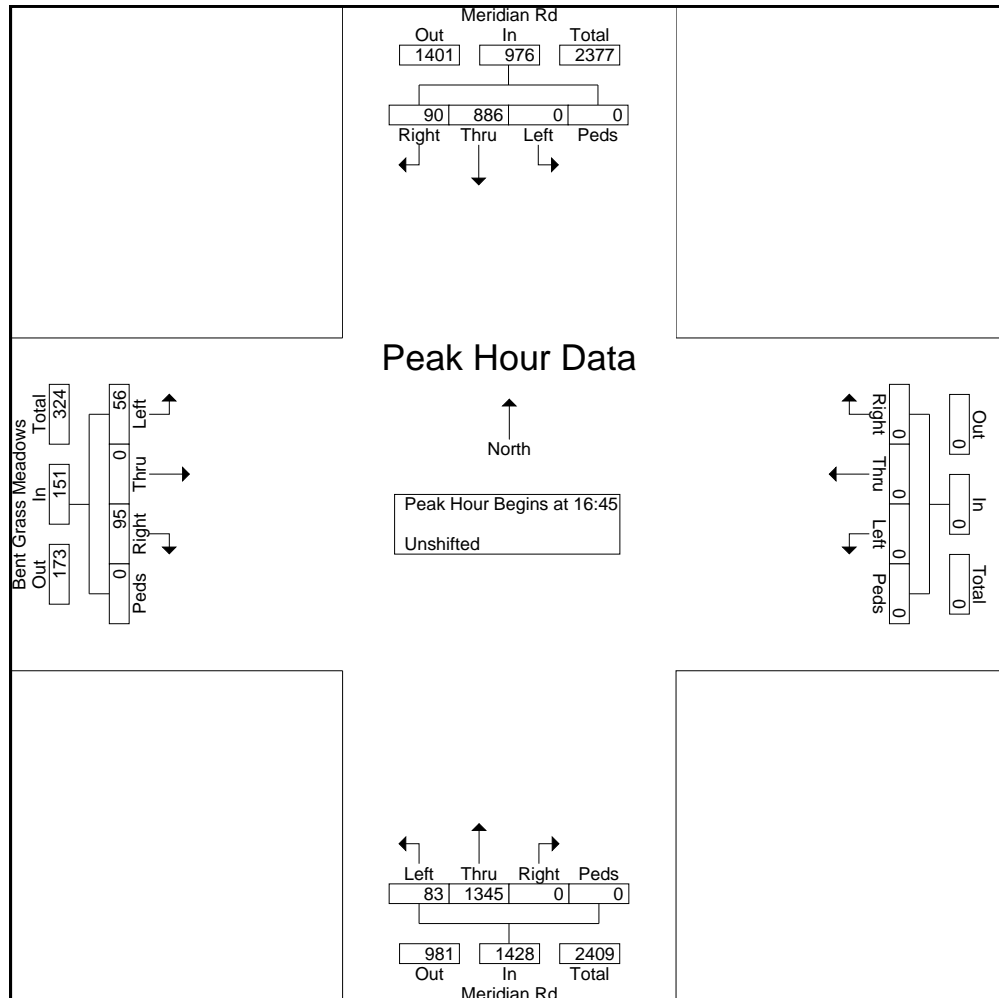 Meridian Rd
Out In Total
1401 976 2377
90 886 0 0
Right Thru Left Peds
Peak Hour Data
North
Peak Hour Begins at 16:45
Unshifted
Bent Grass Meadows
Out In Total
173 151 324
56 0 95 0
Left Thru Right Peds
Out In Total
0 0 0
Right Thru Left Peds
0 0 0 0
Left Thru Right Peds
83 1345 0 0
981 1428 2409
Out In Total
Meridian Rd